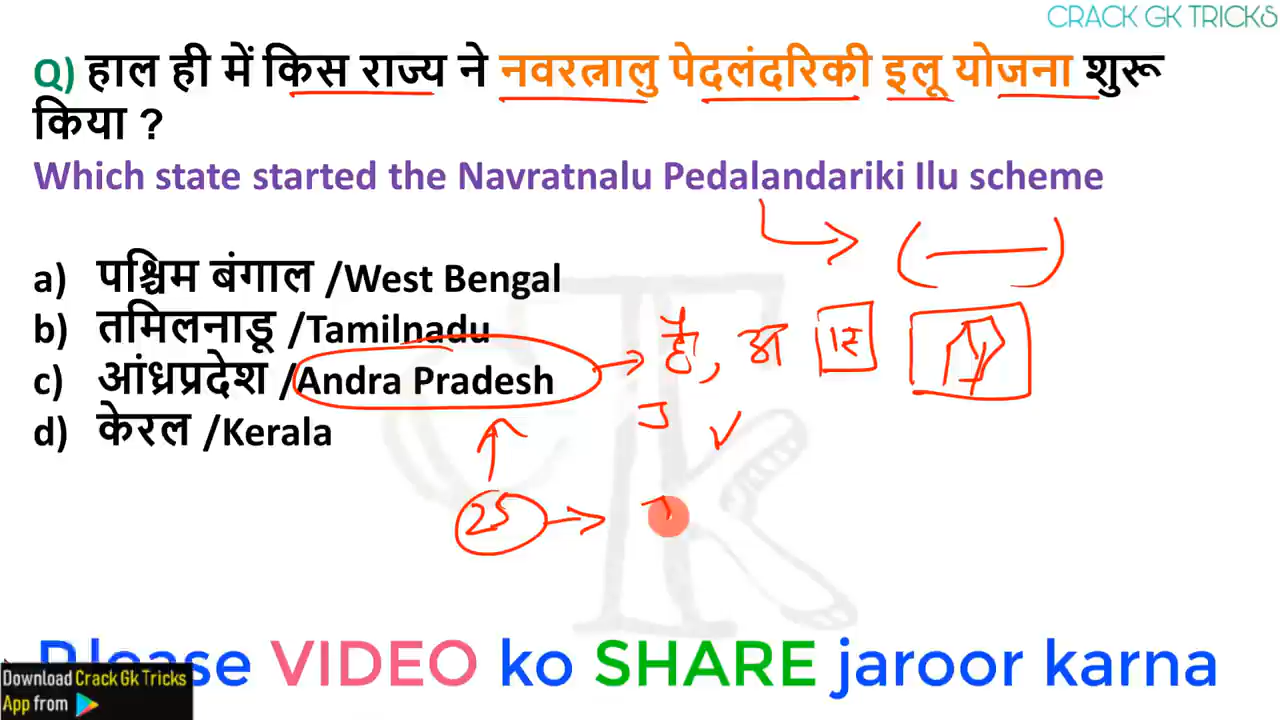 CRACK GK TRICKS
Q) हाल ही में किस राज्य ने नवरत्नालु पेदलंदरिकी इलू योजना शुरू
किया ?
Which state started the Navratnalu Pedalandariki Ilu scheme
a) पश्चिम बंगाल /West Bengal
b) तमिलनाडू /Tamilnadu
c) आंध्रप्रदेश /Andra Pradesh
d) केरल /Kerala
25
Please VIDEO ko SHARE jaroor karna
Download Crack Gk Tricks
App from